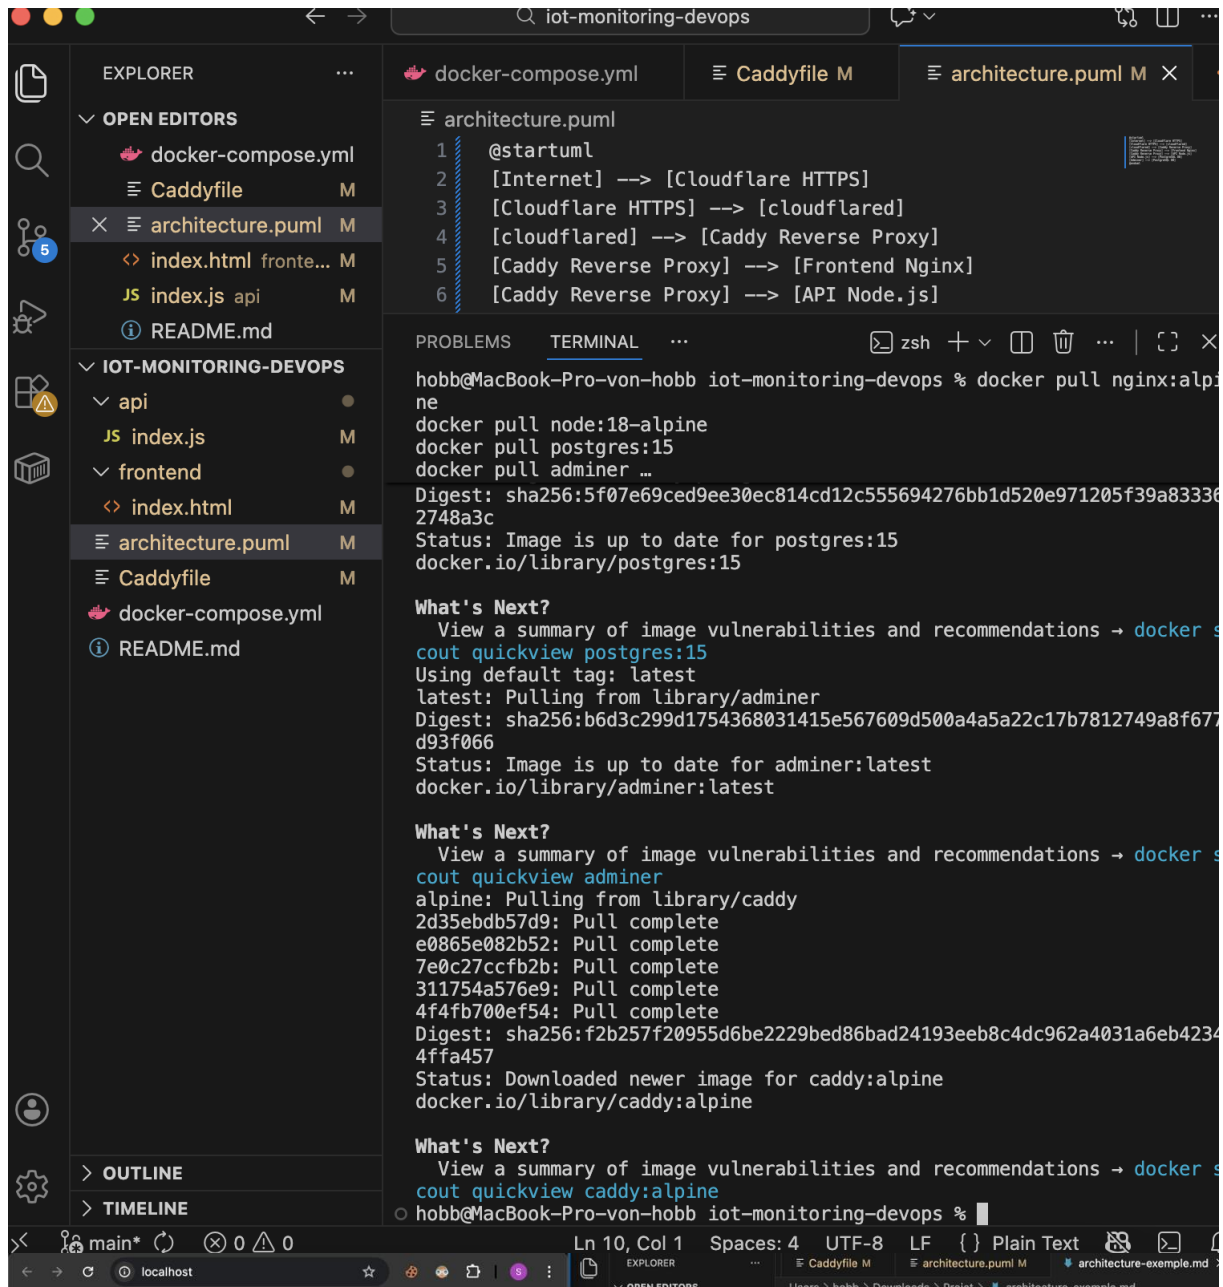 iot-monitoring-devops
EXPLORER
OPEN EDITORS
docker-compose.yml
Caddyfile M
architecture.puml M
index.html fronte... M
index.js api M
README.md
IOT-MONITORING-DEVOPS
api
index.js M
frontend
index.html M
architecture.puml M
Caddyfile M
docker-compose.yml
README.md
OUTLINE
TIMELINE
docker-compose.yml Caddyfile M architecture.puml M
architecture.puml
1 @startuml
2 [Internet] --> [Cloudflare HTTPS]
3 [Cloudflare HTTPS] --> [cloudflared]
4 [cloudflared] --> [Caddy Reverse Proxy]
5 [Caddy Reverse Proxy] --> [Frontend Nginx]
6 [Caddy Reverse Proxy] --> [API Node.js]
PROBLEMS TERMINAL ... zsh
hobb@MacBook-Pro-von-hobb iot-monitoring-devops % docker pull nginx:alpi
ne
docker pull node:18-alpine
docker pull postgres:15
docker pull adminer …
Digest: sha256:5f07e69ced9ee30ec814cd12c555694276bb1d520e971205f39a83336
2748a3c
Status: Image is up to date for postgres:15
docker.io/library/postgres:15
What's Next?
View a summary of image vulnerabilities and recommendations → docker s
cout quickview postgres:15
Using default tag: latest
latest: Pulling from library/adminer
Digest: sha256:b6d3c299d1754368031415e567609d500a4a5a22c17b7812749a8f677
d93f066
Status: Image is up to date for adminer:latest
docker.io/library/adminer:latest
What's Next?
View a summary of image vulnerabilities and recommendations → docker s
cout quickview adminer
alpine: Pulling from library/caddy
2d35ebdb57d9: Pull complete
e0865e082b52: Pull complete
7e0c27ccfb2b: Pull complete
311754a576e9: Pull complete
4f4fb700ef54: Pull complete
Digest: sha256:f2b257f20955d6be2229bed86bad24193eeb8c4dc962a4031a6eb4234
4ffa457
Status: Downloaded newer image for caddy:alpine
docker.io/library/caddy:alpine
What's Next?
View a summary of image vulnerabilities and recommendations → docker s
cout quickview caddy:alpine
hobb@MacBook-Pro-von-hobb iot-monitoring-devops %
5
main* 0 0 Ln 10, Col 1 Spaces: 4 UTF-8 LF { } Plain Text
localhost S EXPLORER ... Caddyfile M architecture.puml M architecture-exemple.md